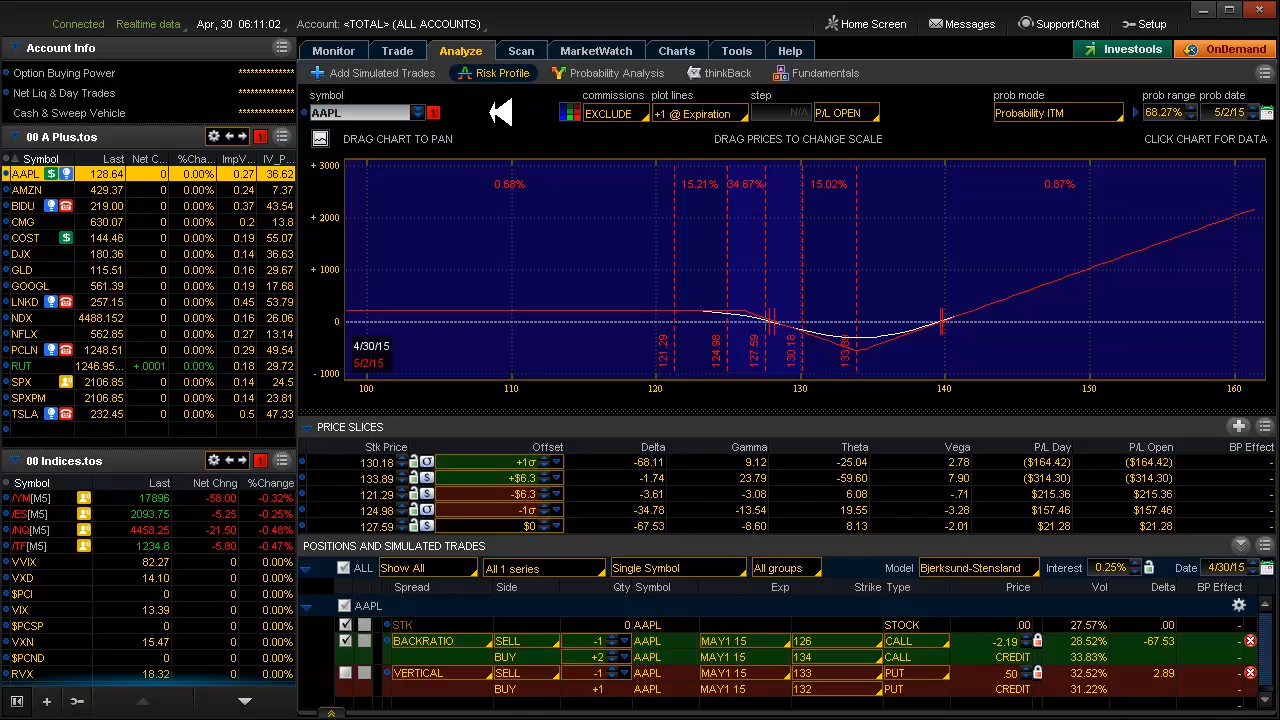 Connected Realtime data Apr, 30 06:11:02 Account: <TOTAL> (ALL ACCOUNTS) Home Screen Messages Support/Chat Setup
Account Info
Option Buying Power **************
Net Liq & Day Trades **************
Cash & Sweep Vehicle **************
Monitor Trade Analyze Scan MarketWatch Charts Tools Help Investools OnDemand
Add Simulated Trades Risk Profile Probability Analysis thinkBack Fundamentals
symbol commissions plot lines step prob mode prob range prob date
AAPL 1 EXCLUDE +1 @ Expiration N/A P/L OPEN Probability ITM 68.27% 5/2/15
DRAG CHART TO PAN DRAG PRICES TO CHANGE SCALE CLICK CHART FOR DATA
00 A Plus.tos 1
Symbol Last Net C... %Cha... ImpV... IV_P...
AAPL $ 128.64 0 0.00% 0.27 36.62
AMZN 429.37 0 0.00% 0.24 7.37
BIDU 219.00 0 0.00% 0.37 43.54
CMG 630.07 0 0.00% 0.2 13.8
COST $ 144.46 0 0.00% 0.19 55.07
DJX 180.36 0 0.00% 0.14 36.63
GLD 0 0.00% 0.16 29.67
GOOGL 561.39 0 0.00% 0.19 17.68
LNKD 257.15 0 0.00% 0.45 53.79
NDX 4488.152 0 0.00% 0.16 26.06
NFLX 562.85 0 0.00% 0.27 13.14
PCLN 1248.51 0 0.00% 0.29 49.54
RUT 1246.95... +.0001 0.00% 0.18 29.72
SPX 2106.85 0 0.00% 0.14 24.5
SPXPM 2108.85 0 0.00% 0.14 23.81
TSLA 232.45 0 0.00% 0.5 47.33
+ 3000
+ 2000
+ 1000
0
- 1000
0.68% 15.21% 34.67% 15.02% 0.87%
121.29 124.98 127.59 130.18
4/30/15
5/2/15
100 110 120 130 140 150 160
00 Indices.tos 1
Symbol Last Net Chng %Change
/YM[M5] 17896 -58.00 -0.32%
/ES[M5] 2093.75 -5.25 -0.25%
/NQ[M5] 4458.25 -21.50 -0.48%
/TF[M5] 1234.8 -5.80 -0.47%
VVIX 82.27 0 0.00%
VXD 14.10 0 0.00%
$PCI 0 0.00%
VIX 13.39 0 0.00%
$PCSP 0 0.00%
VXN 15.47 0 0.00%
$PCND 0 0.00%
RVX 18.32 0 0.00%
PRICE SLICES
Stk Price Offset Delta Gamma Theta Vega P/L Day P/L Open BP Effect
130.18 σ +1σ -68.11 9.12 -25.04 2.78 ($164.42) ($164.42)
133.89 $ +$6.3 -1.74 23.79 -59.60 7.90 ($314.30) ($314.30)
121.29 $ -$6.3 -3.61 -3.08 6.08 -.71 $215.36 $215.36
124.98 σ -1σ -34.78 -13.54 19.55 -3.28 $157.46 $157.46
127.59 $ $0 -67.53 -8.60 8.13 -2.01 $21.28 $21.28
POSITIONS AND SIMULATED TRADES
ALL Show All All 1 series Single Symbol All groups Model Bjerksund-Stensland Interest 0.25% Date 4/30/15
Spread Side Qty Symbol Exp Strike Type Price Vol Delta BP Effect
AAPL
STK 0 AAPL STOCK .00 27.57% .00 -
BACKRATIO SELL -1 AAPL MAY1 15 126 CALL -2.19 28.52% -67.53 -
BUY +2 AAPL MAY1 15 134 CALL CREDIT 33.83% -
VERTICAL SELL -1 AAPL MAY1 15 133 PUT 50 32.52% 2.89 -
BUY +1 AAPL MAY1 15 132 PUT CREDIT 31.22% -